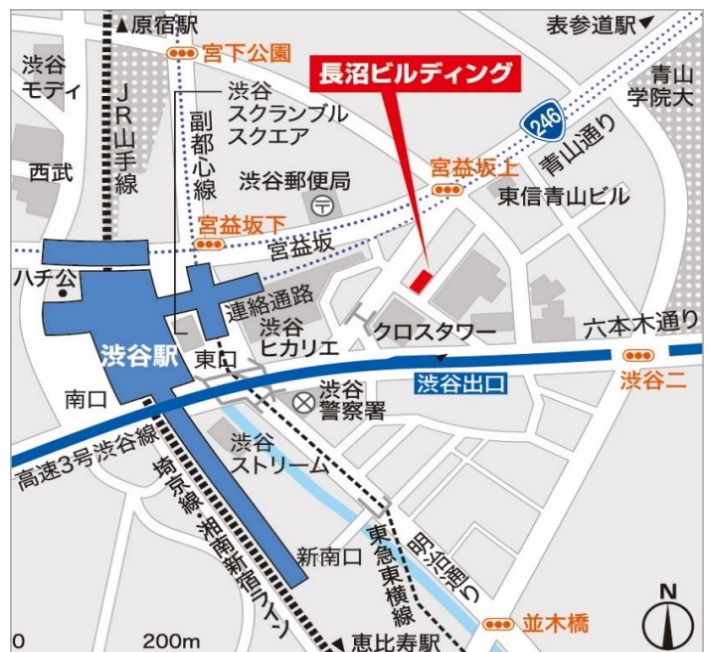 原宿駅
表参道駅
宮下公園
長沼ビルディング
渋谷
モディ
渋谷
スクランブル
スクエア
青山
学院大
JR山手線
副都心線
246
青山通り
西武
渋谷郵便局
宮益坂上
東信青山ビル
宮益坂下
宮益坂
ハチ公
連絡通路
渋谷
ヒカリエ
クロスタワー
六本木通り
渋谷駅
東口
渋谷出口
渋谷二
南口
渋谷
警察署
高速3号渋谷線
渋谷
ストリーム
埼京線・湘南新宿ライン
新南口
東急東横線
明治通り
並木橋
N
0
200m
恵比寿駅